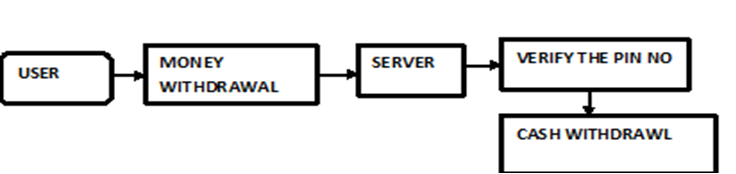 USER
MONEY
WITHDRAWAL
SERVER
VERIFY THE PIN NO
CASH WITHDRAWL